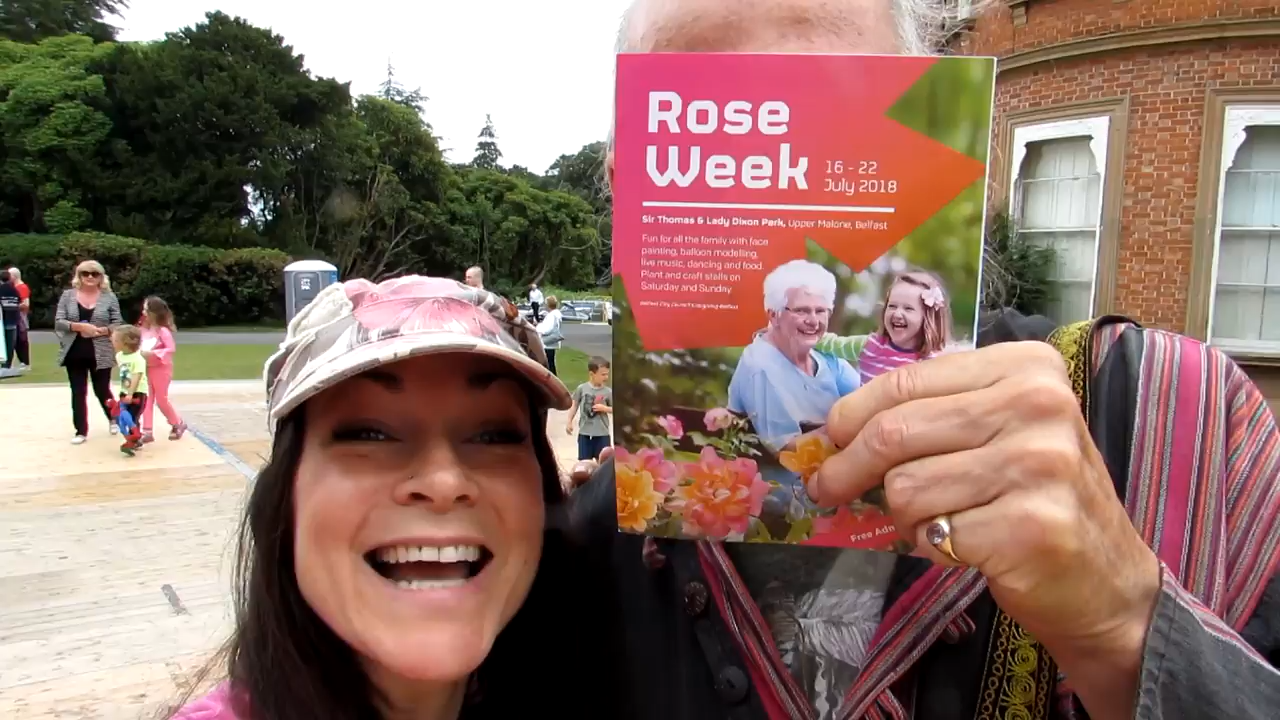 Rose
Week
16 - 22
July 2018
Sir Thomas & Lady Dixon Park, Upper Malone, Belfast
Fun for all the family with face
painting, balloon modelling,
live music, dancing and food.
Plant and craft stalls on
Saturday and Sunday
Free Adm